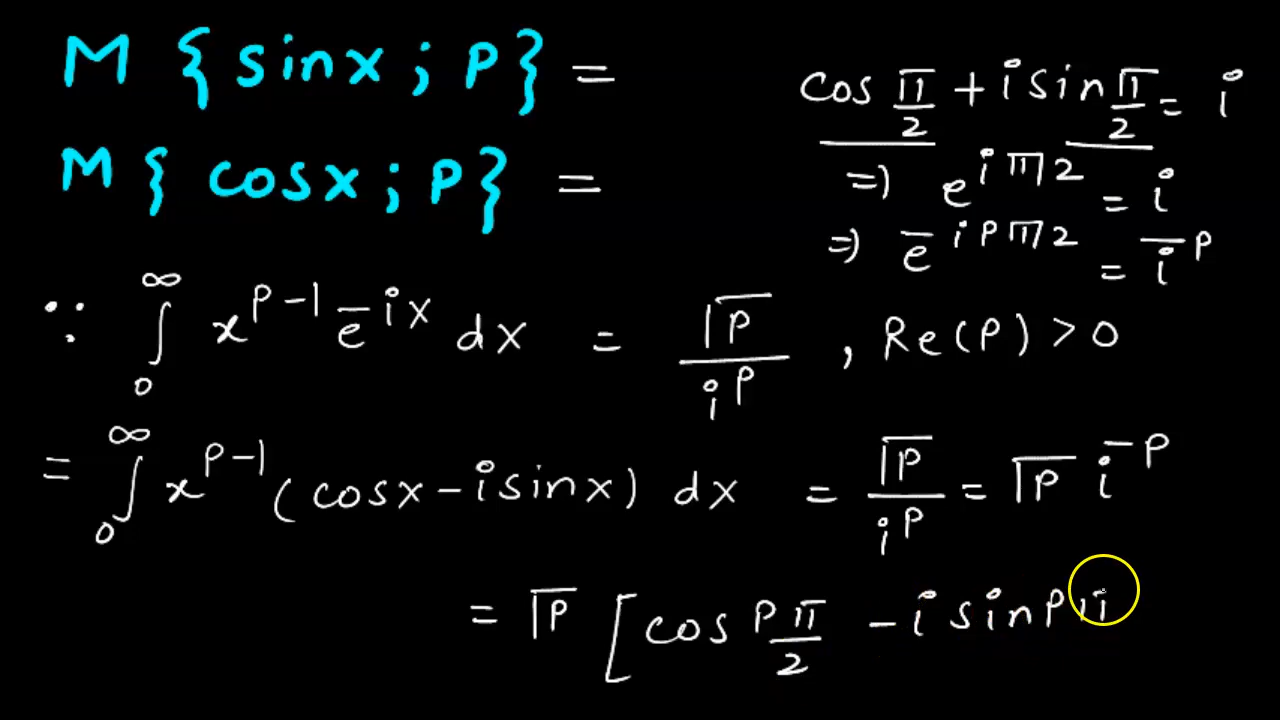 M { sinx ; P } =
cos π/2 + i sin π/2 = i
M { cosx ; P } =
=) e^{iπ/2} = i
=) e^{-iPπ/2} = i^{-P}
∵ ∫_0^∞ x^{P-1} e^{-ix} dx = ΓP / i^P , Re(P) > 0
= ∫_0^∞ x^{P-1} (cosx - isinx) dx = ΓP / i^P = ΓP i^{-P}
= ΓP [ cos Pπ/2 - i sin Pπ